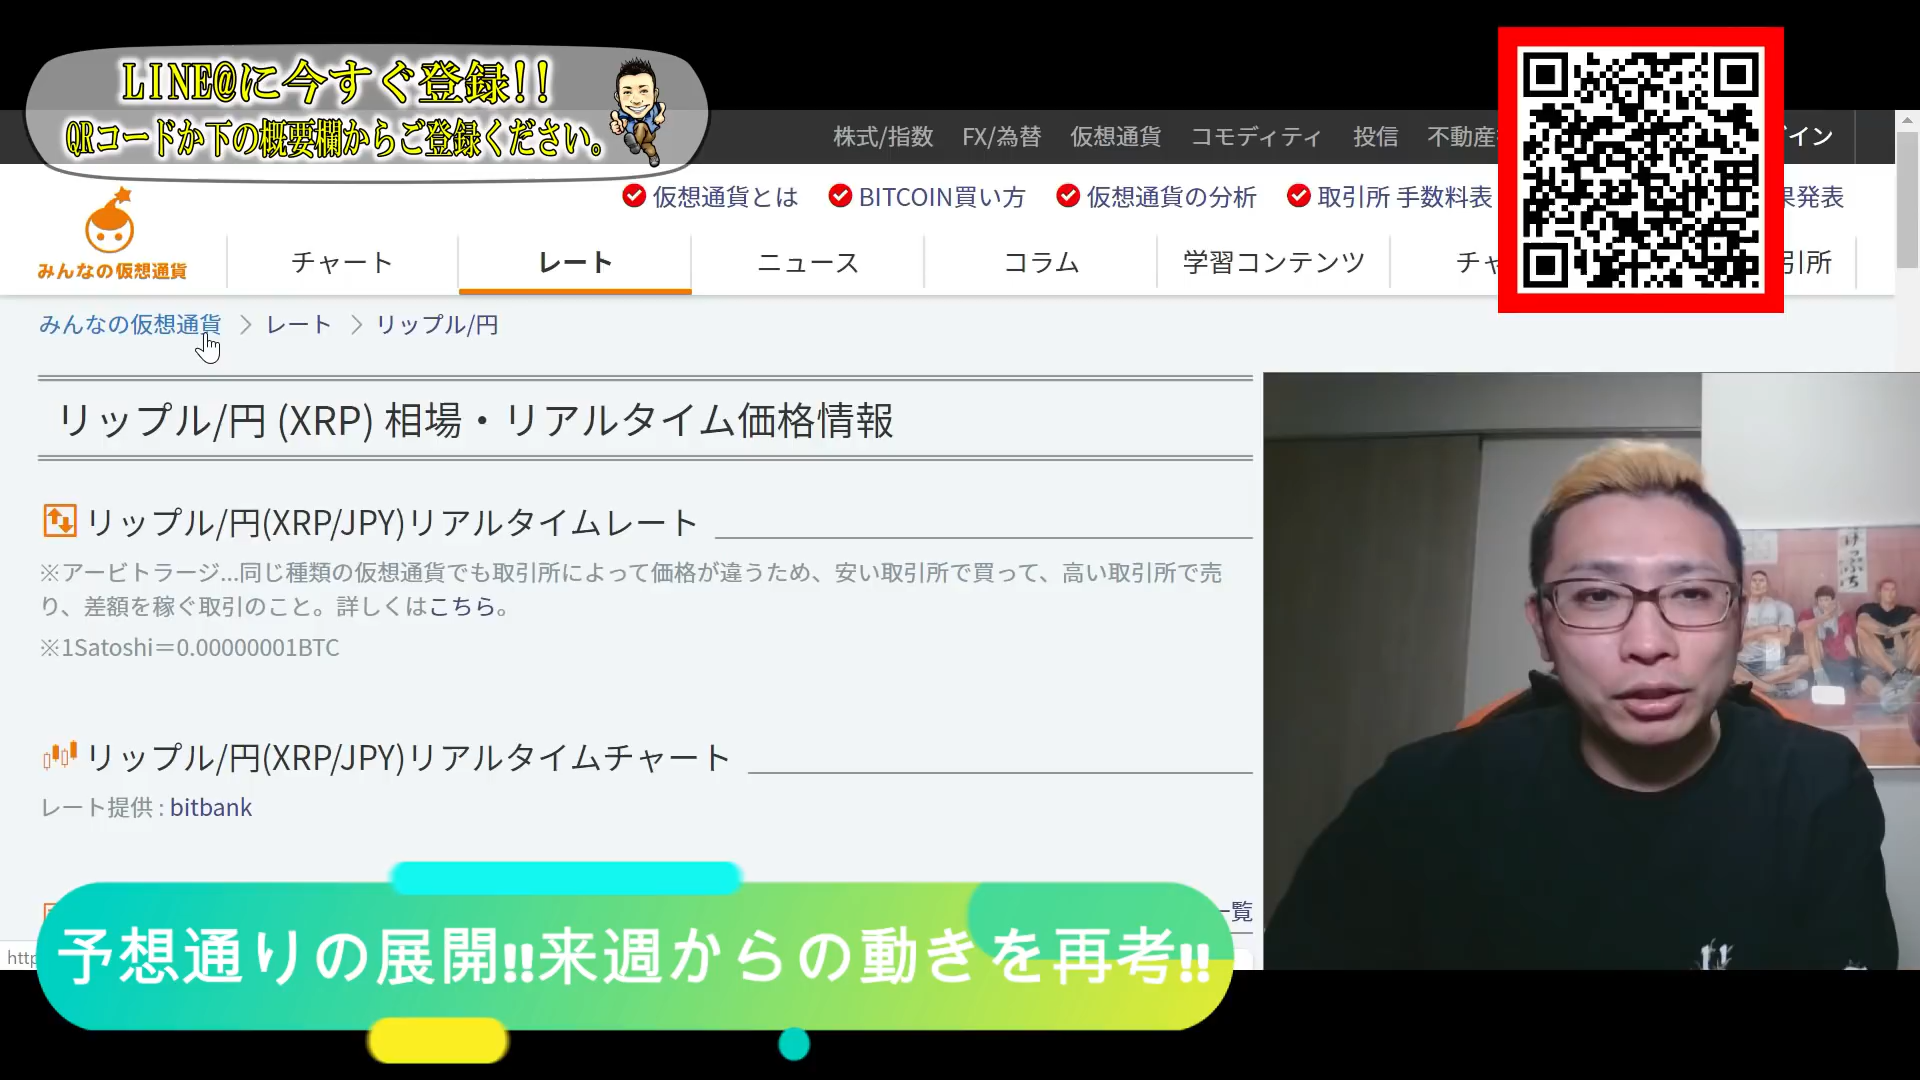 LINE@に今すぐ登録!!
QRコードか下の概要欄からご登録ください。
株式/指数 FX/為替 仮想通貨 コモディティ 投信 不動産 イン
仮想通貨とは BITCOIN買い方 仮想通貨の分析 取引所 手数料表 果発表
みんなの仮想通貨
チャート レート ニュース コラム 学習コンテンツ チャ 引所
みんなの仮想通貨 > レート > リップル/円
リップル/円 (XRP) 相場・リアルタイム価格情報
リップル/円(XRP/JPY)リアルタイムレート
※アービトラージ...同じ種類の仮想通貨でも取引所によって価格が違うため、安い取引所で買って、高い取引所で売
り、差額を稼ぐ取引のこと。詳しくはこちら。
※1Satoshi=0.00000001BTC
リップル/円(XRP/JPY)リアルタイムチャート
レート提供 : bitbank
一覧
予想通りの展開!!来週からの動きを再考!!
http
けっぷち